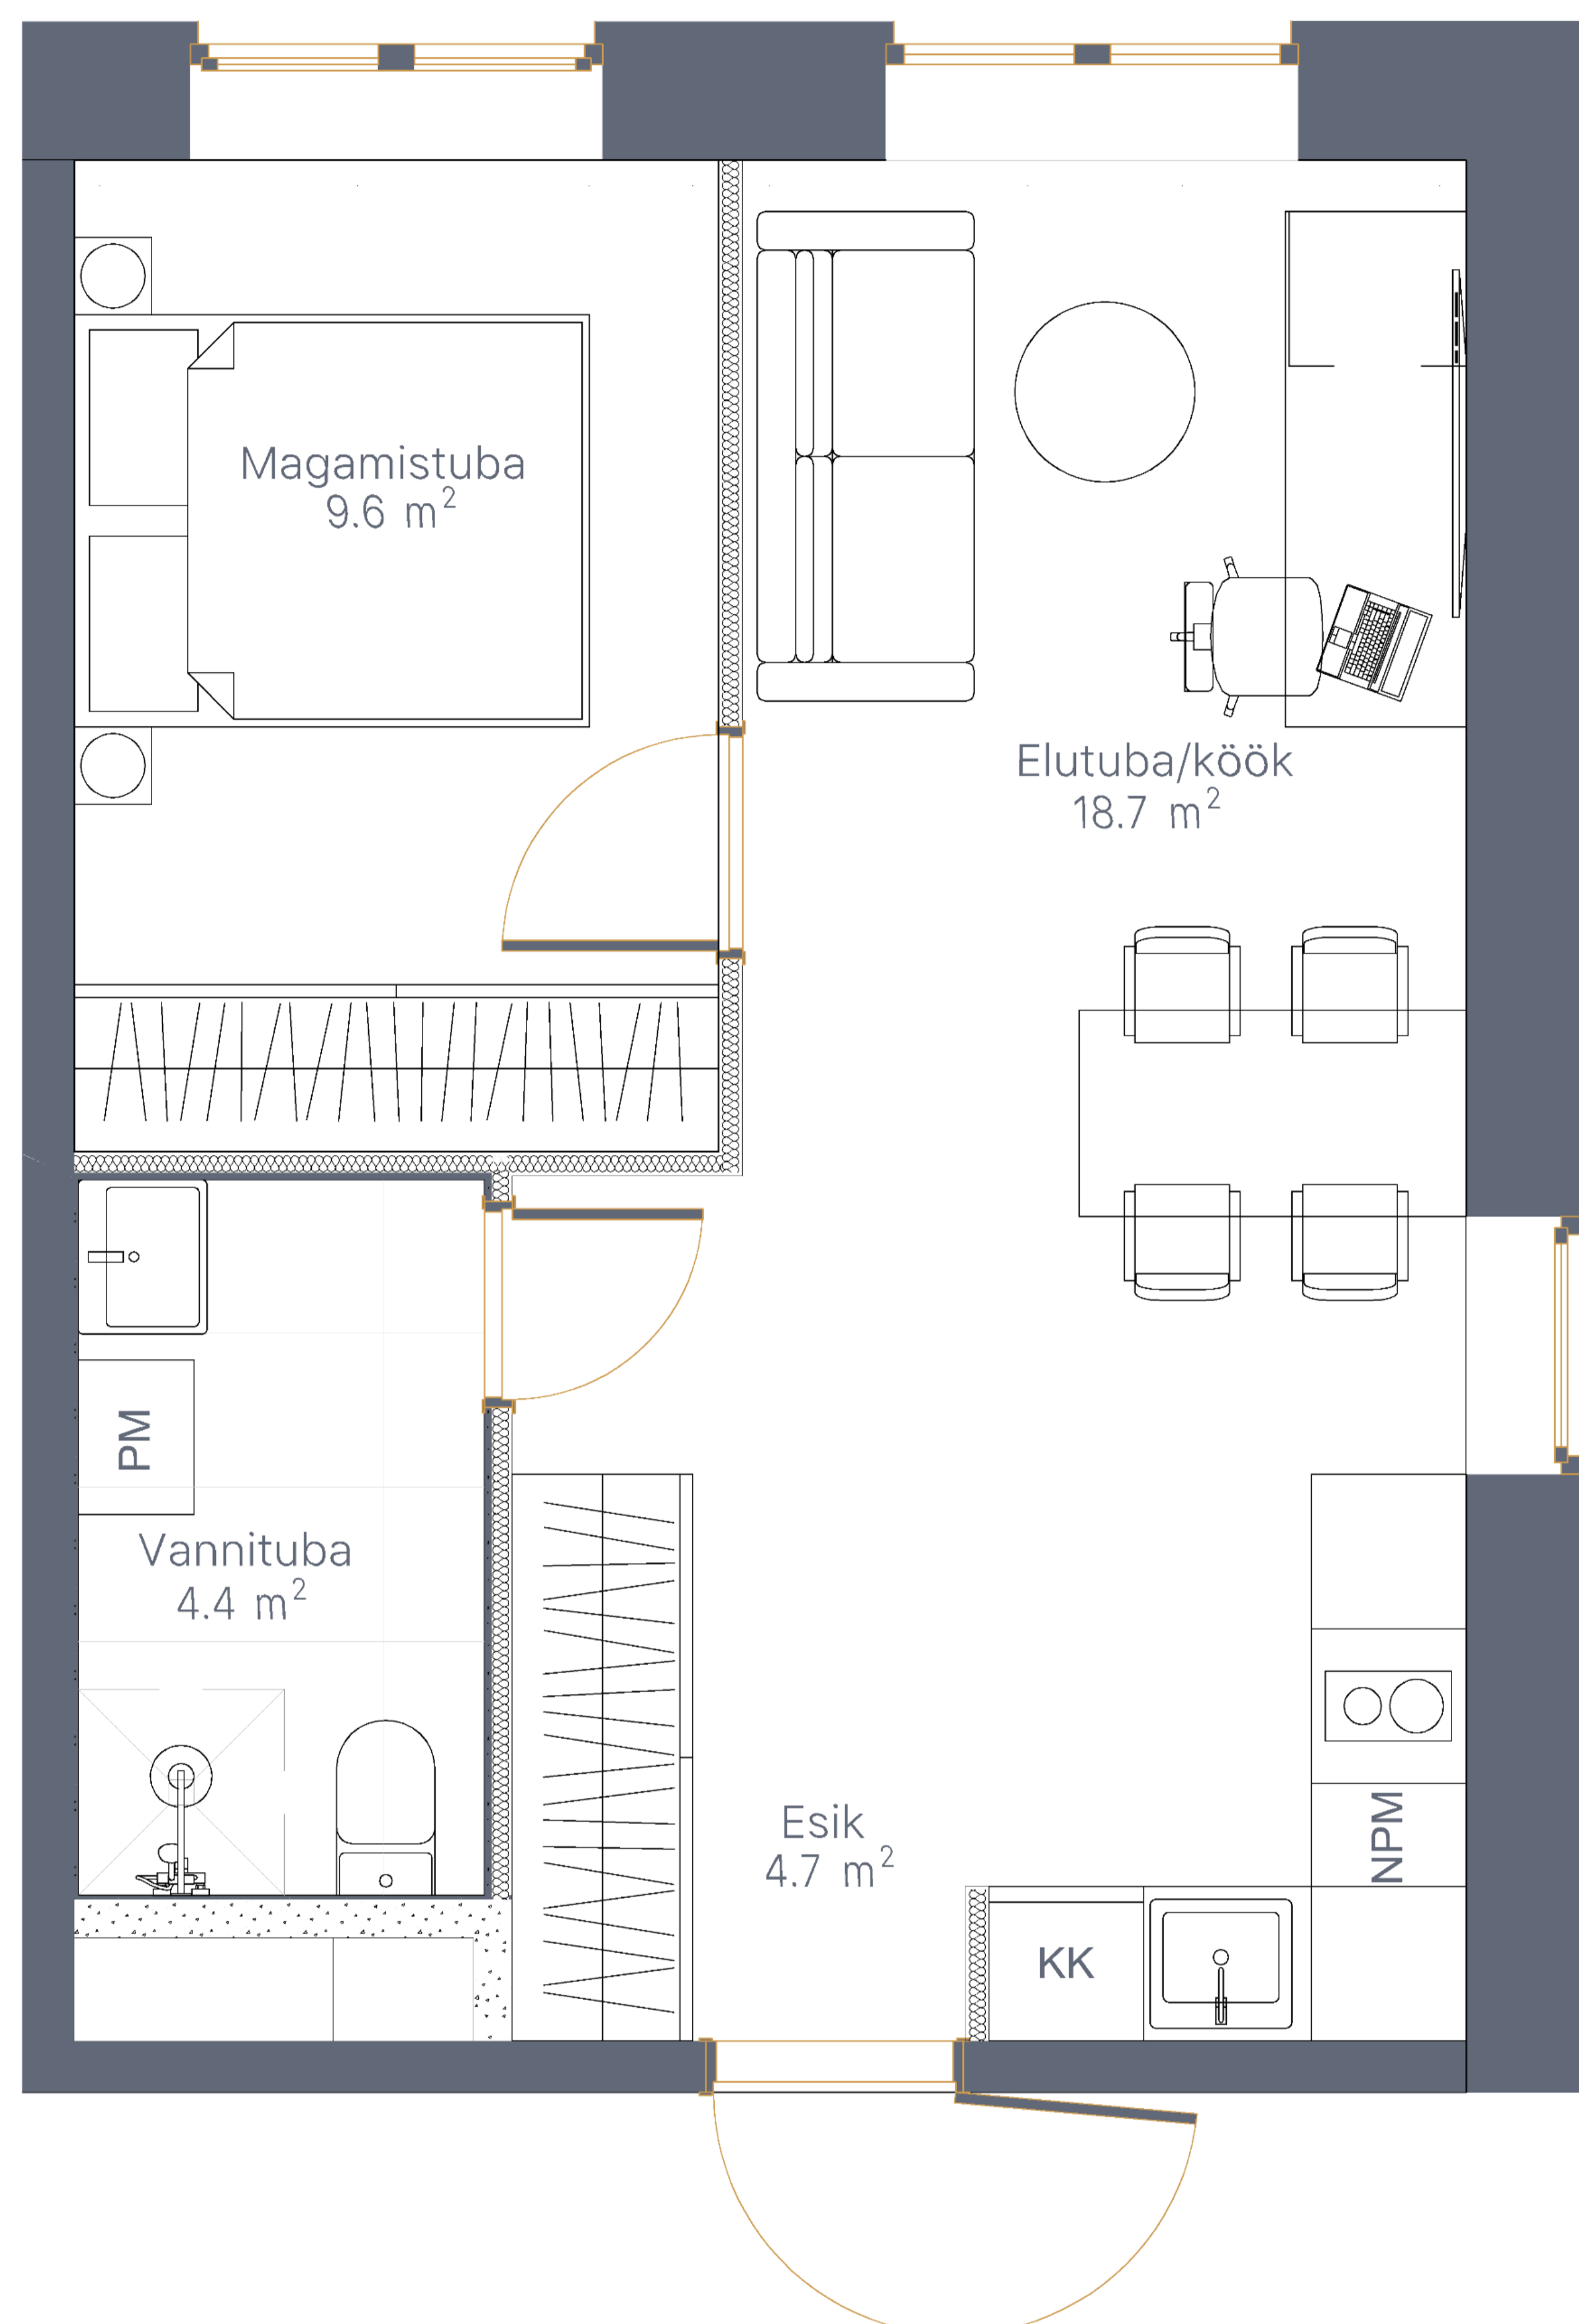 Magamistuba
9.6 m²
Elutuba/köök
18.7 m²
PM
Vannituba
4.4 m²
Esik
4.7 m²
NPM
KK